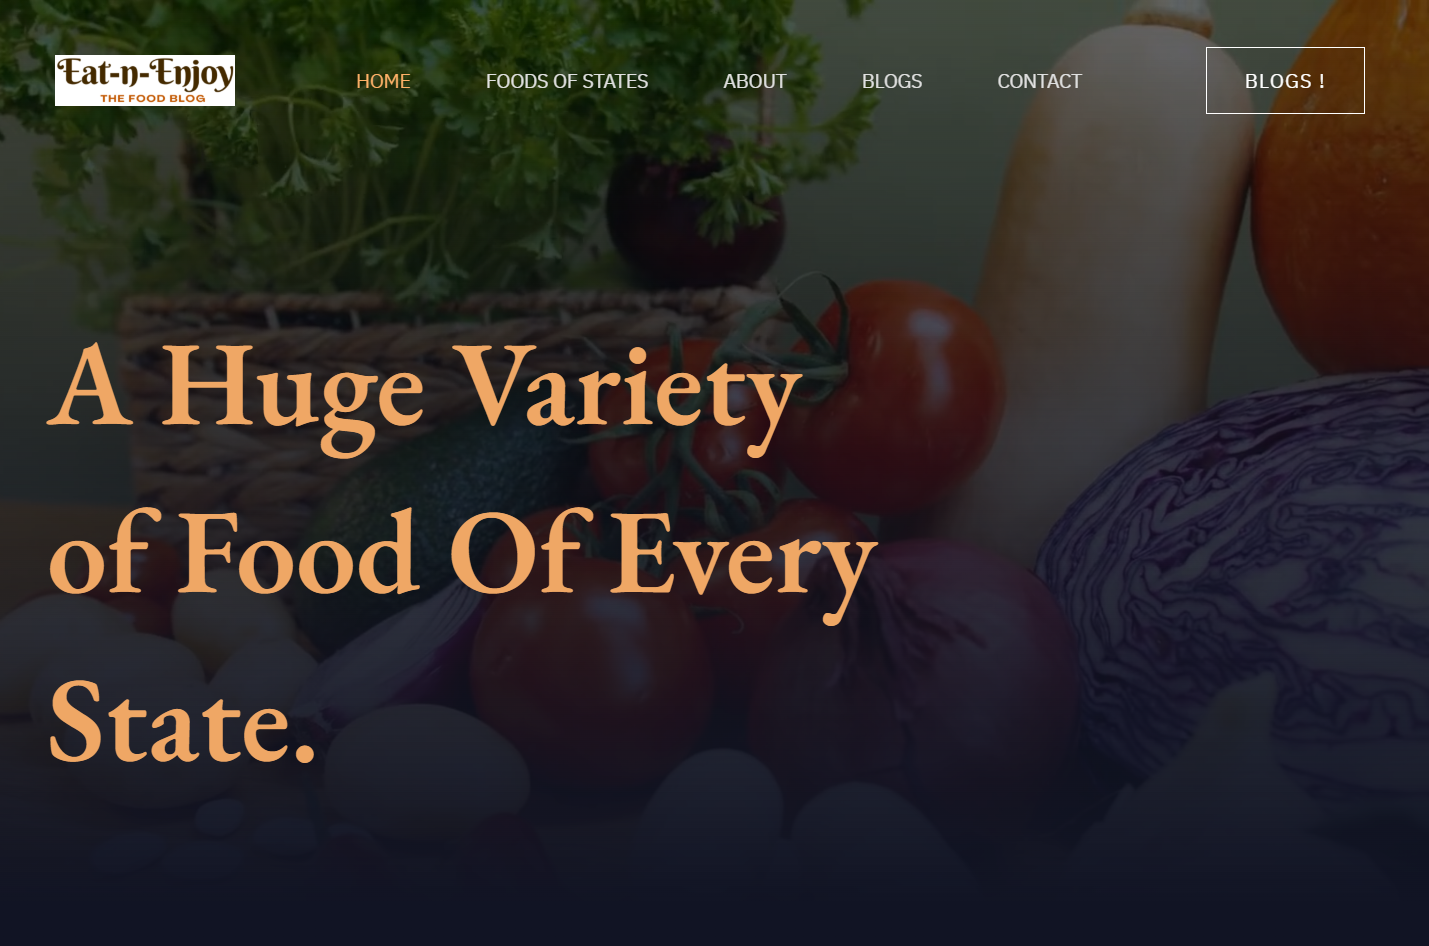 Eat-n-Enjoy
THE FOOD BLOG
HOME FOODS OF STATES ABOUT BLOGS CONTACT BLOGS !
A Huge Variety
of Food Of Every
State.